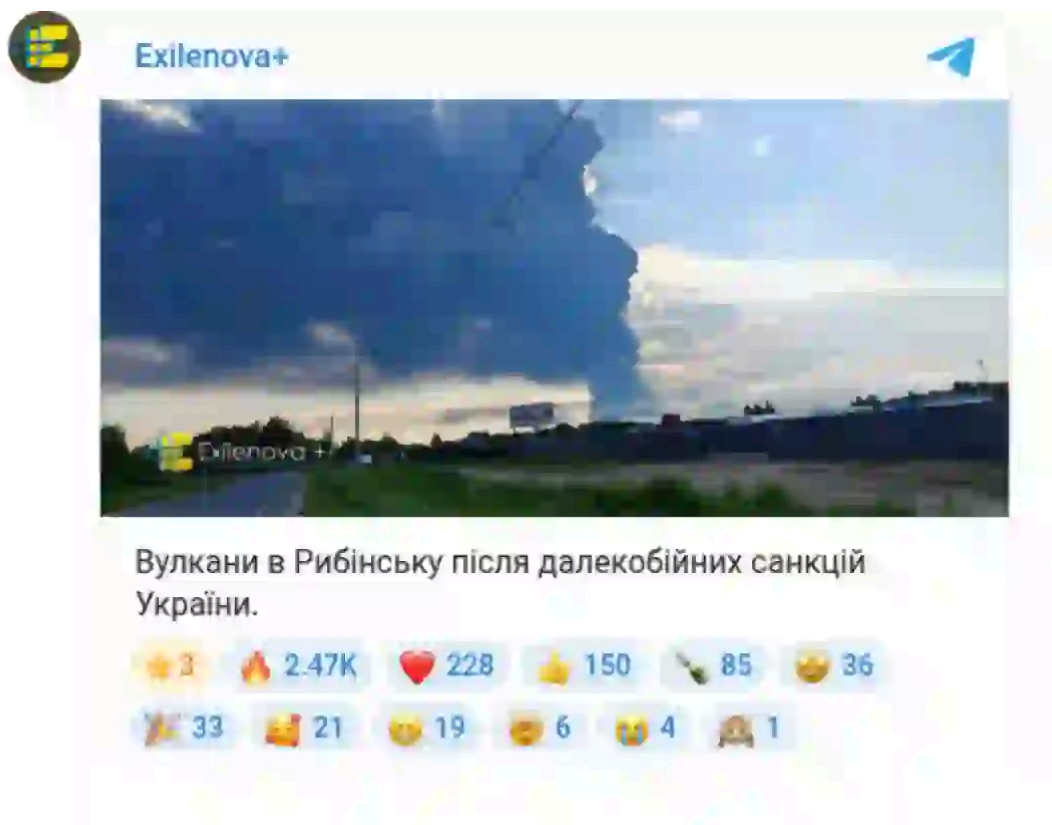 Exilenova+
Exilenova +
Вулкани в Рибінську після далекобійних санкцій
України.
3 2.47K 228 150 85 36
33 21 19 6 4 1